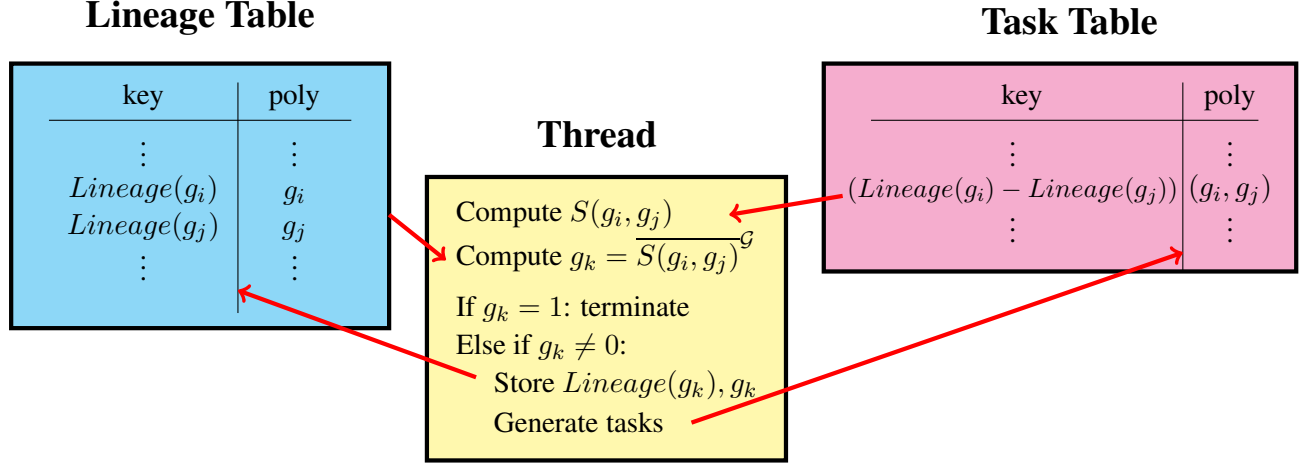 Lineage Table
key poly
⋮ ⋮
Lineage(g_i) g_i
Lineage(g_j) g_j
⋮ ⋮
Thread
Compute S(g_i, g_j)
Compute g_k = \overline{S(g_i, g_j)}^𝒢
If g_k = 1: terminate
Else if g_k ≠ 0:
Store Lineage(g_k), g_k
Generate tasks
Task Table
key poly
⋮ ⋮
(Lineage(g_i) − Lineage(g_j)) (g_i, g_j)
⋮ ⋮